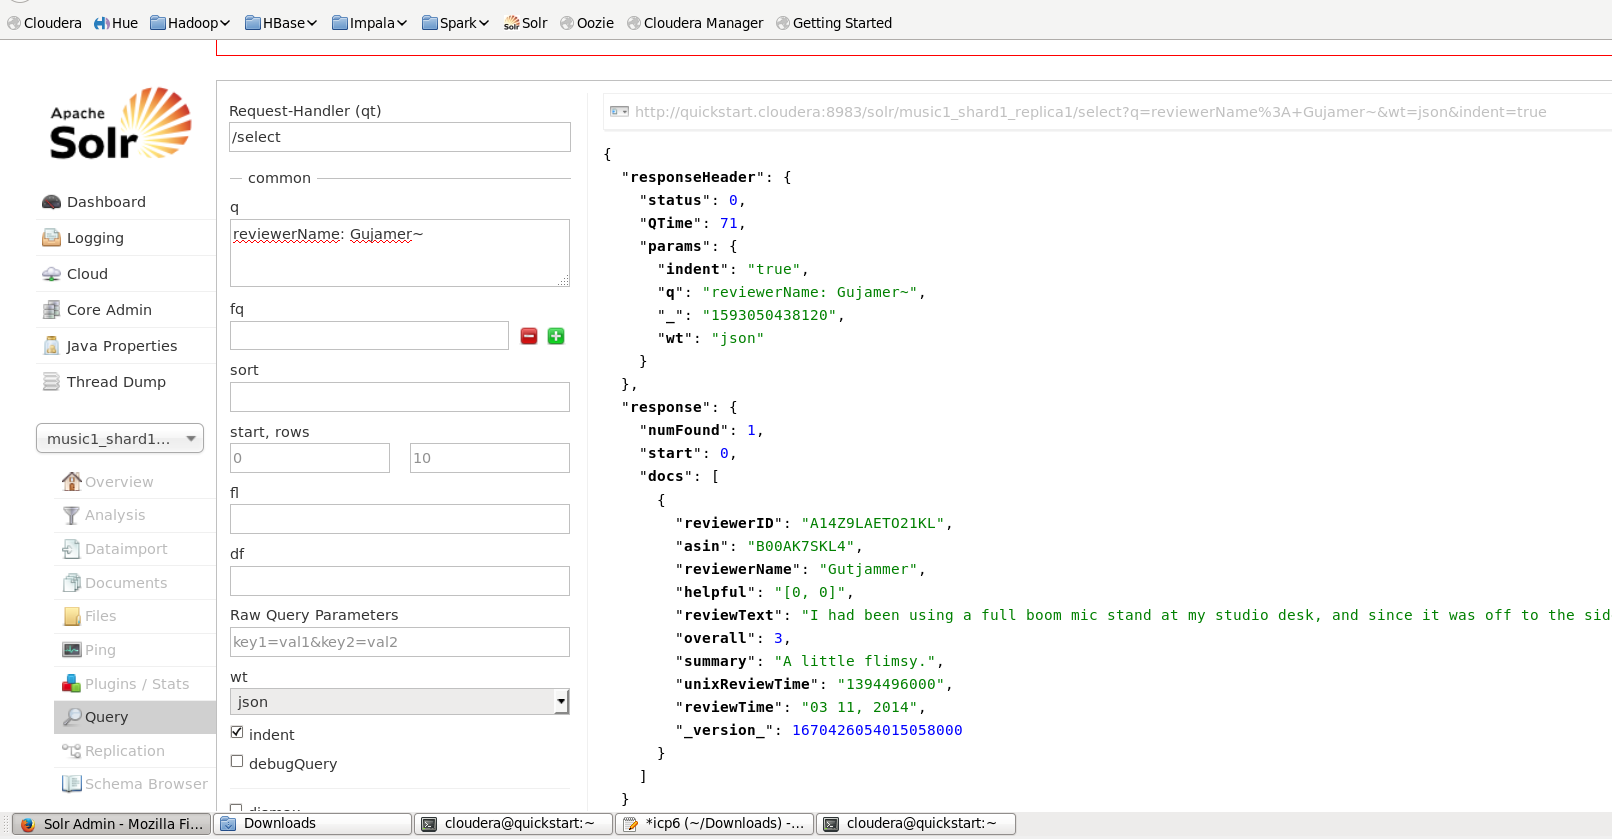 Cloudera Hue Hadoop HBase Impala Spark Solr Oozie Cloudera Manager Getting Started
Apache
Solr
Dashboard
Logging
Cloud
Core Admin
Java Properties
Thread Dump
music1_shard1...
Overview
Analysis
Dataimport
Documents
Files
Ping
Plugins / Stats
Query
Replication
Schema Browser
Request-Handler (qt)
/select
common
q
reviewerName: Gujamer~
fq
sort
start, rows
0 10
fl
df
Raw Query Parameters
key1=val1&key2=val2
wt
json
indent
debugQuery
http://quickstart.cloudera:8983/solr/music1_shard1_replica1/select?q=reviewerName%3A+Gujamer~&wt=json&indent=true
{
"responseHeader": {
"status": 0,
"QTime": 71,
"params": {
"indent": "true",
"q": "reviewerName: Gujamer~",
"_": "1593050438120",
"wt": "json"
}
},
"response": {
"numFound": 1,
"start": 0,
"docs": [
{
"reviewerID": "A14Z9LAETO21KL",
"asin": "B00AK7SKL4",
"reviewerName": "Gutjammer",
"helpful": "[0, 0]",
"reviewText": "I had been using a full boom mic stand at my studio desk, and since it was off to the sid
"overall": 3,
"summary": "A little flimsy.",
"unixReviewTime": "1394496000",
"reviewTime": "03 11, 2014",
"_version_": 1670426054015058000
}
]
}
Solr Admin - Mozilla Fi... Downloads cloudera@quickstart:~ *icp6 (~/Downloads) -... cloudera@quickstart:~